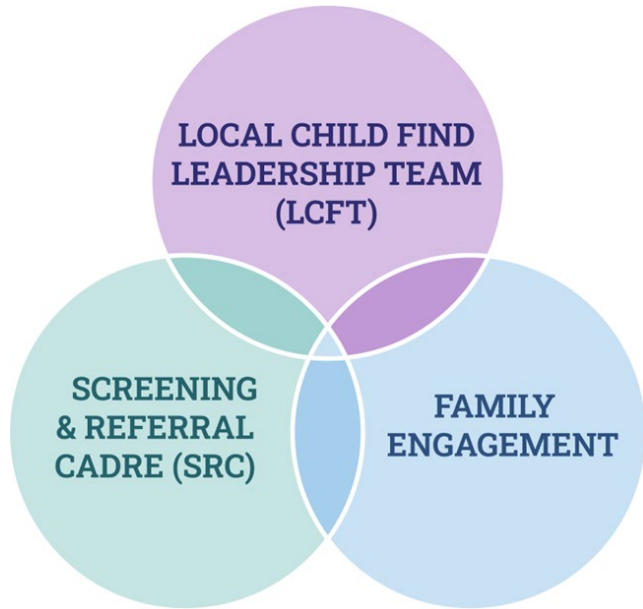 LOCAL CHILD FIND
LEADERSHIP TEAM
(LCFT)
SCREENING
& REFERRAL
CADRE (SRC)
FAMILY
ENGAGEMENT